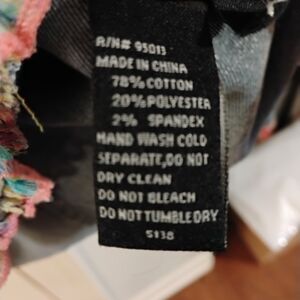 R/N# 95013
MADE IN CHINA
78% COTTON
20% POLYESTER
2% SPANDEX
HAND WASH COLD
SEPARATE,DO NOT
DRY CLEAN
DO NOT BLEACH
DO NOT TUMBLE DRY
S138